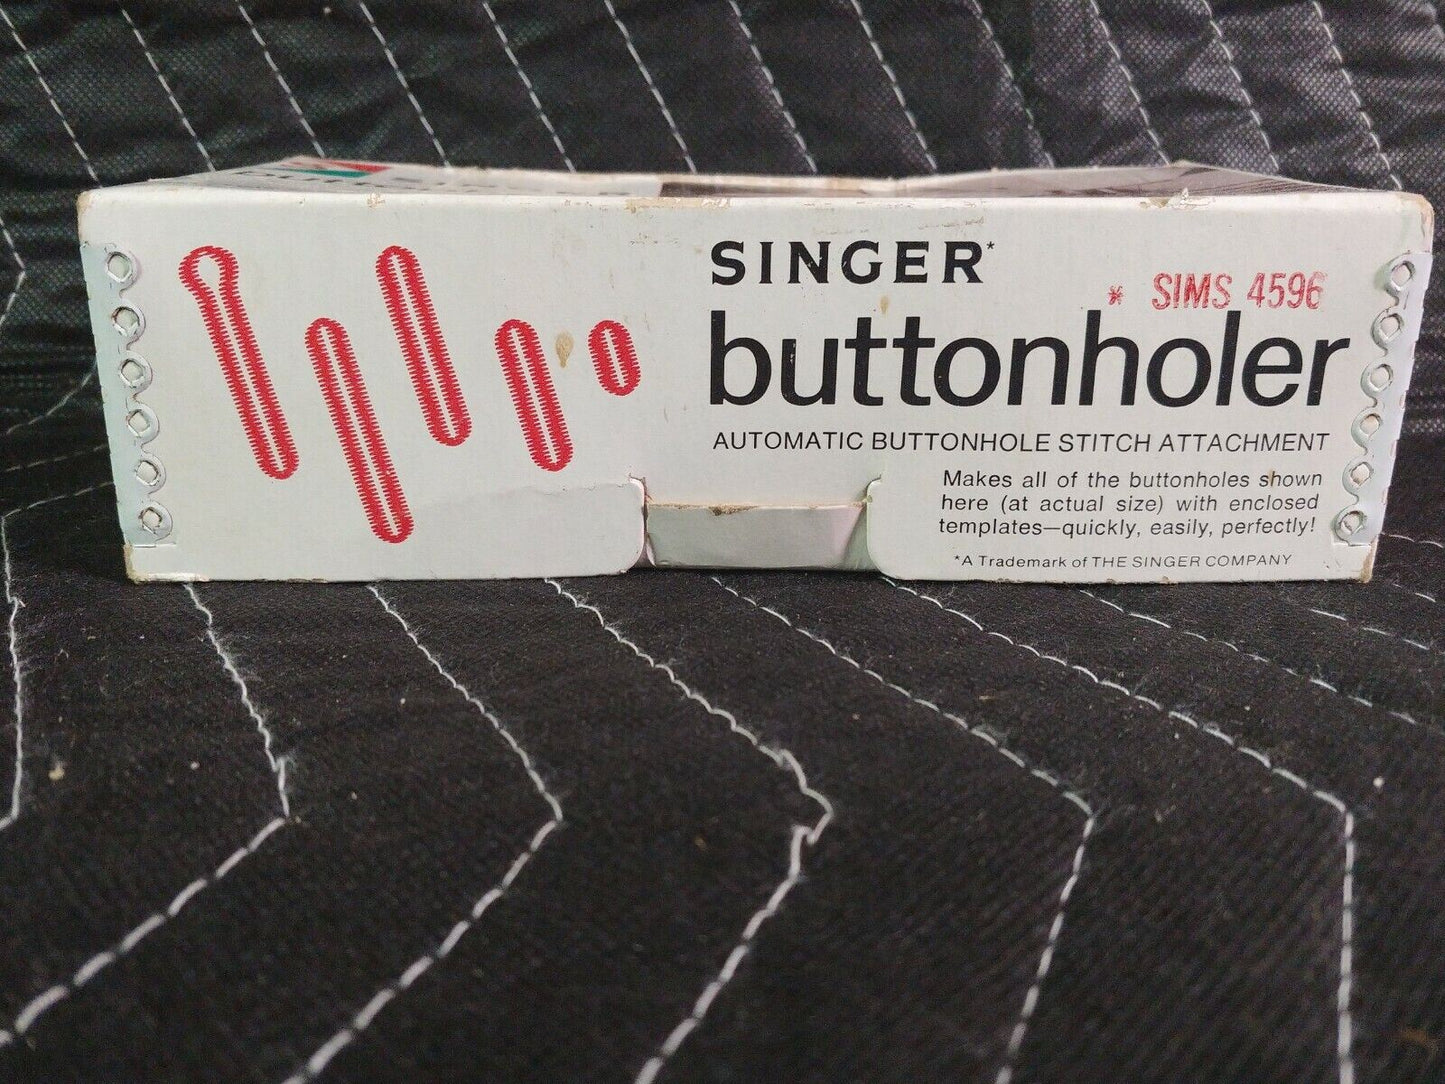 SINGER*
* SIMS 4596
buttonholer
AUTOMATIC BUTTONHOLE STITCH ATTACHMENT
Makes all of the buttonholes shown
here (at actual size) with enclosed
templates—quickly, easily, perfectly!
*A Trademark of THE SINGER COMPANY